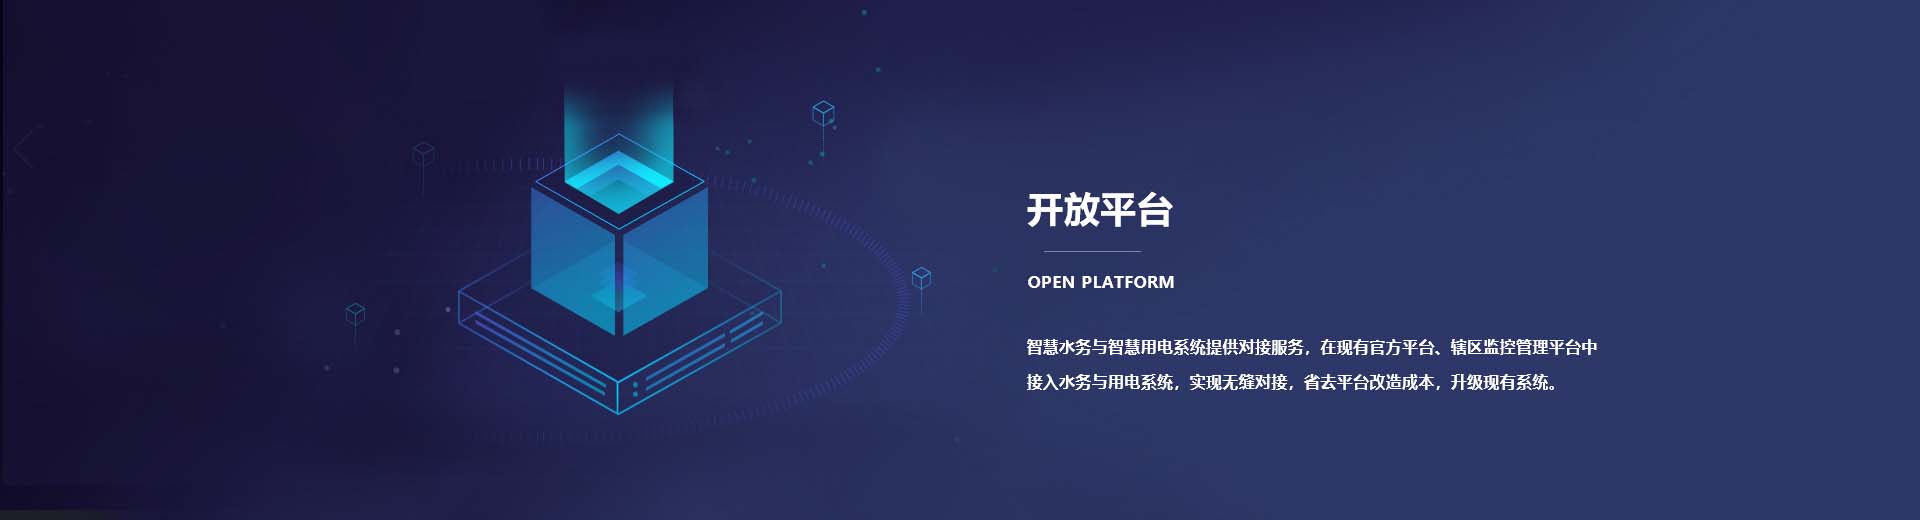 开放平台
OPEN PLATFORM
智慧水务与智慧用电系统提供对接服务，在现有官方平台、辖区监控管理平台中
接入水务与用电系统，实现无缝对接，省去平台改造成本，升级现有系统。